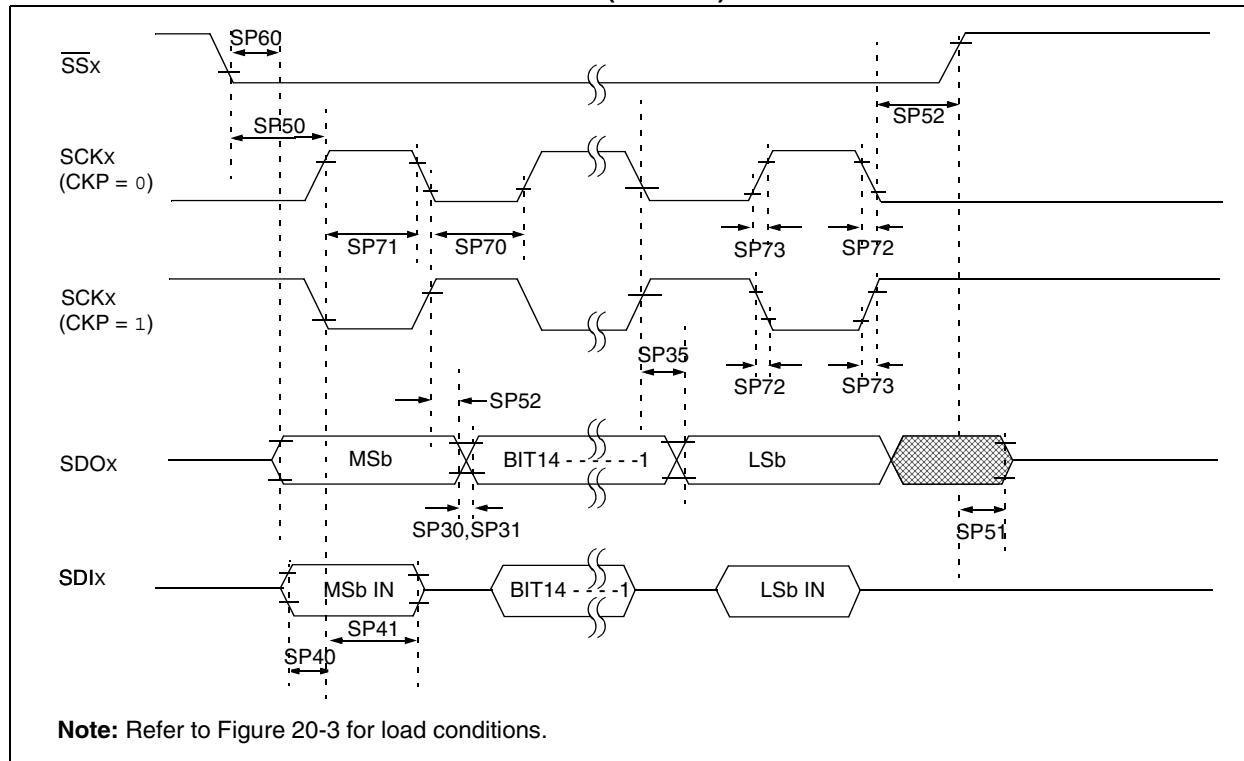 SP60
SSx
SP52
SP50
SCKx
(CKP = 0)
SP71
SP70
SP73
SP72
SCKx
(CKP = 1)
SP35
SP72
SP73
SP52
SDOx
MSb
BIT14 - - - - - -1
LSb
SP30,SP31
SP51
SDIx
MSb IN
BIT14 - - - -1
LSb IN
SP41
SP40
Note: Refer to Figure 20-3 for load conditions.